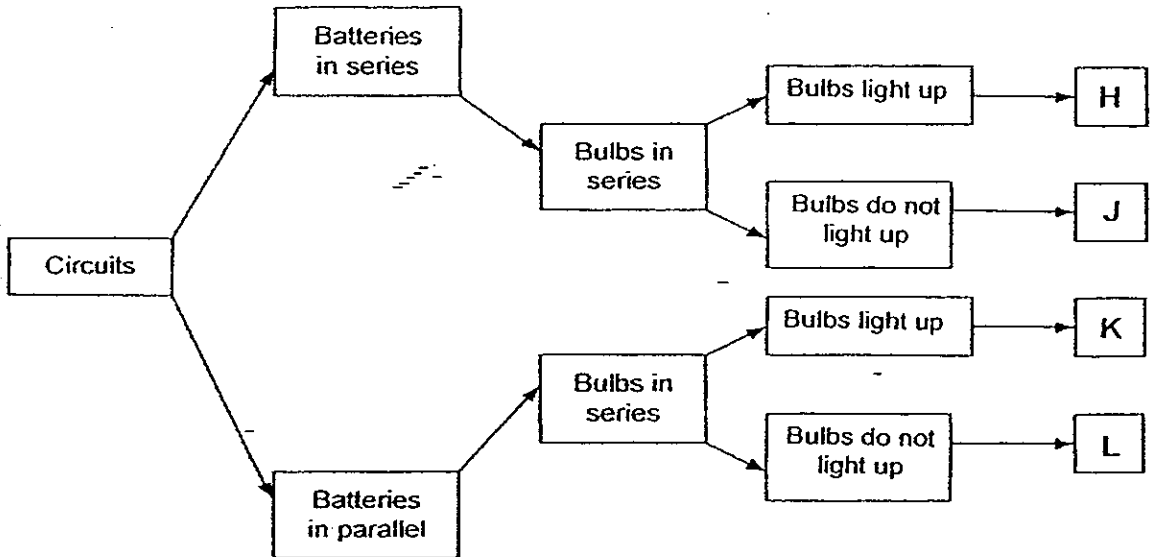 Circuits
Batteries
in series
Bulbs in
series
Bulbs light up
H
Bulbs do not
light up
J
Batteries
in parallel
Bulbs in
series
Bulbs light up
K
Bulbs do not
light up
L